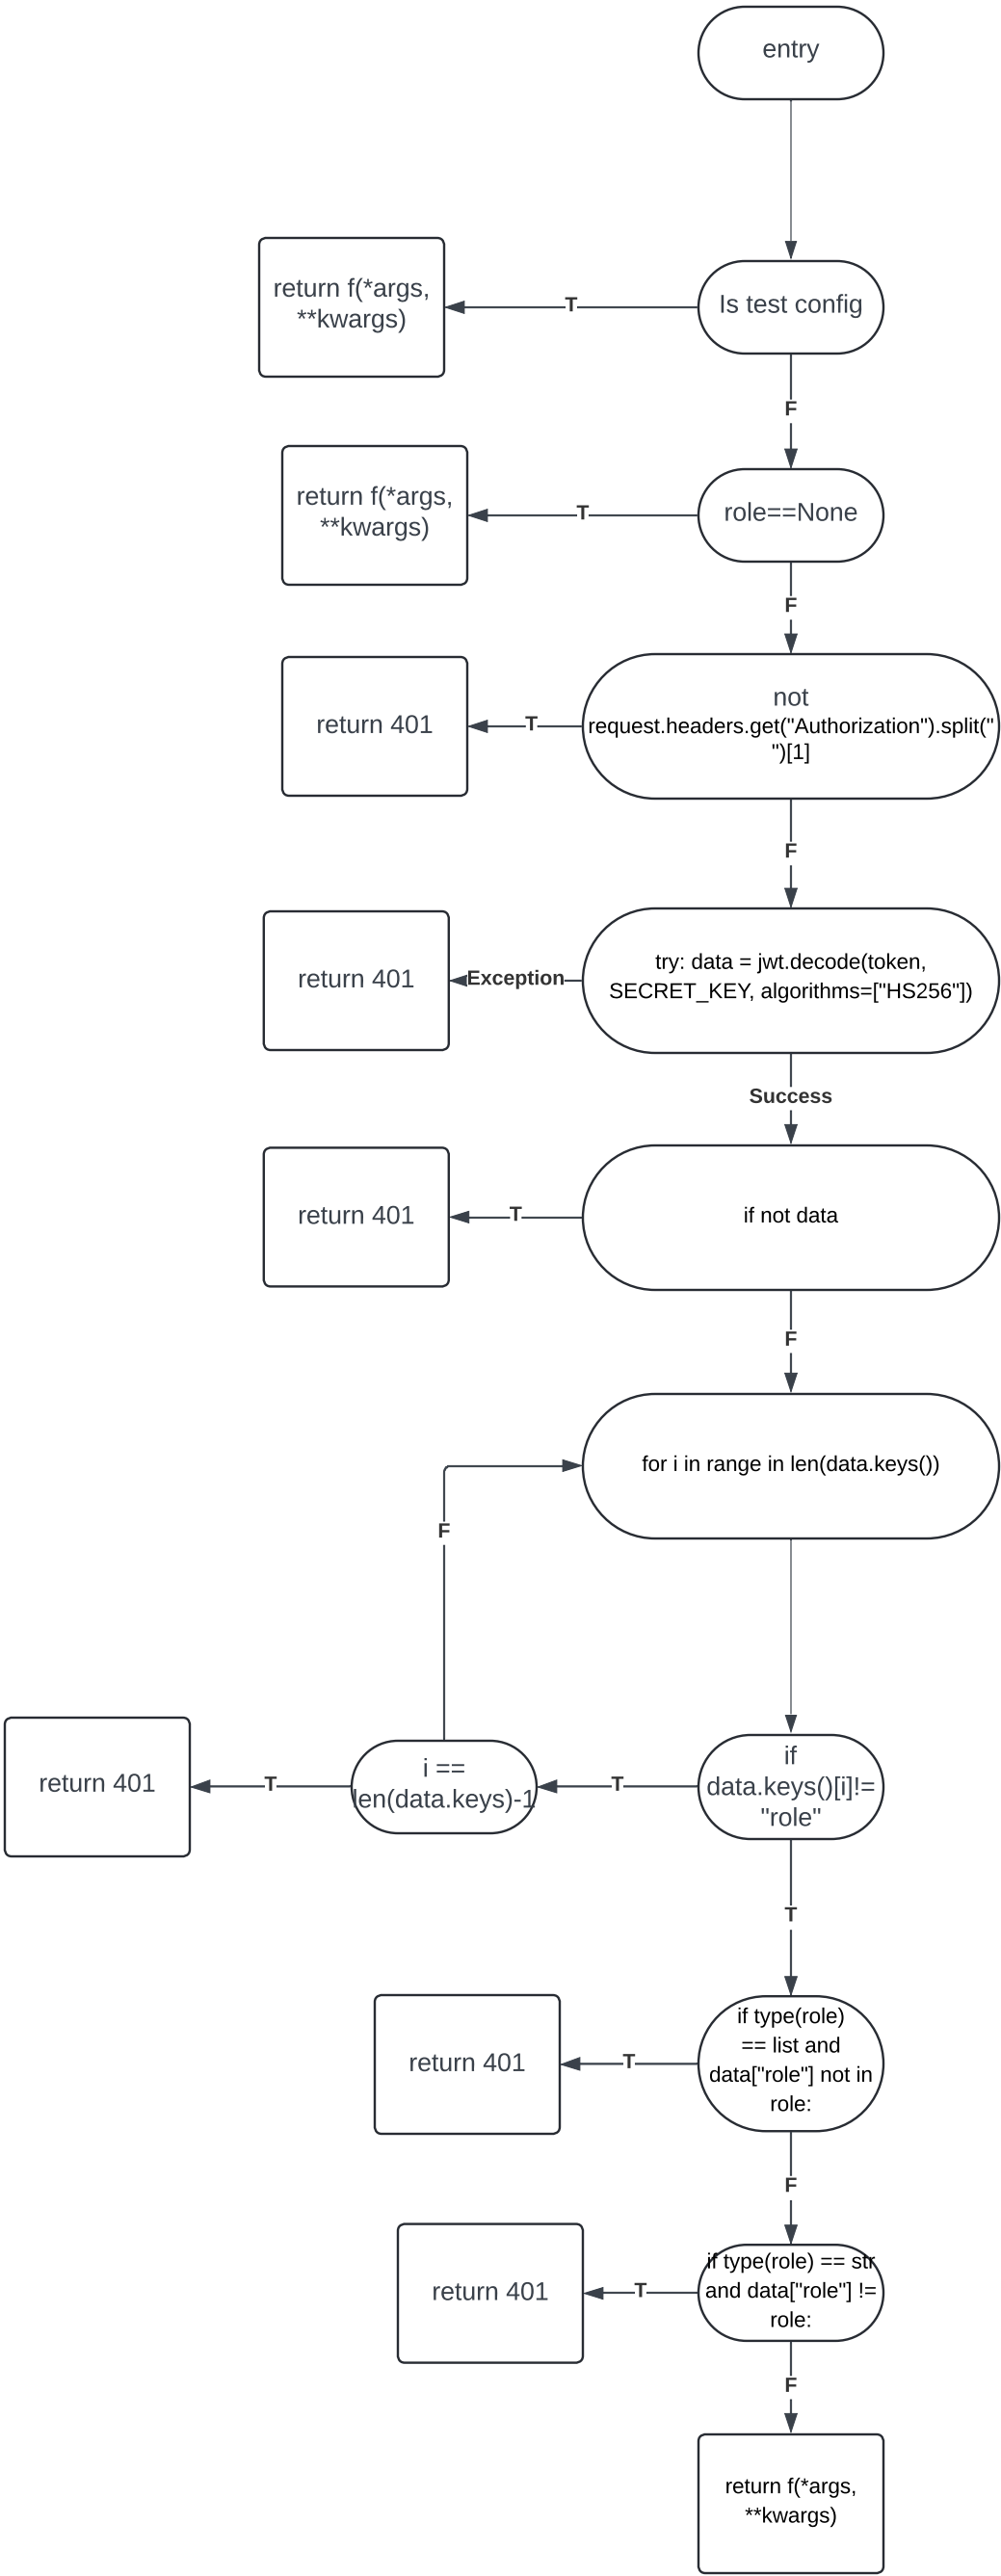 entry
return f(*args,
**kwargs)
T
Is test config
F
return f(*args,
**kwargs)
T
role==None
F
return 401
T
not
request.headers.get("Authorization").split("
")[1]
F
return 401
Exception
try: data = jwt.decode(token,
SECRET_KEY, algorithms=["HS256"])
Success
return 401
T
if not data
F
for i in range in len(data.keys())
F
return 401
T
i ==
len(data.keys)-1
T
if
data.keys()[i]!=
"role"
T
return 401
T
if type(role)
== list and
data["role"] not in
role:
F
return 401
T
if type(role) == str
and data["role"] !=
role:
F
return f(*args,
**kwargs)